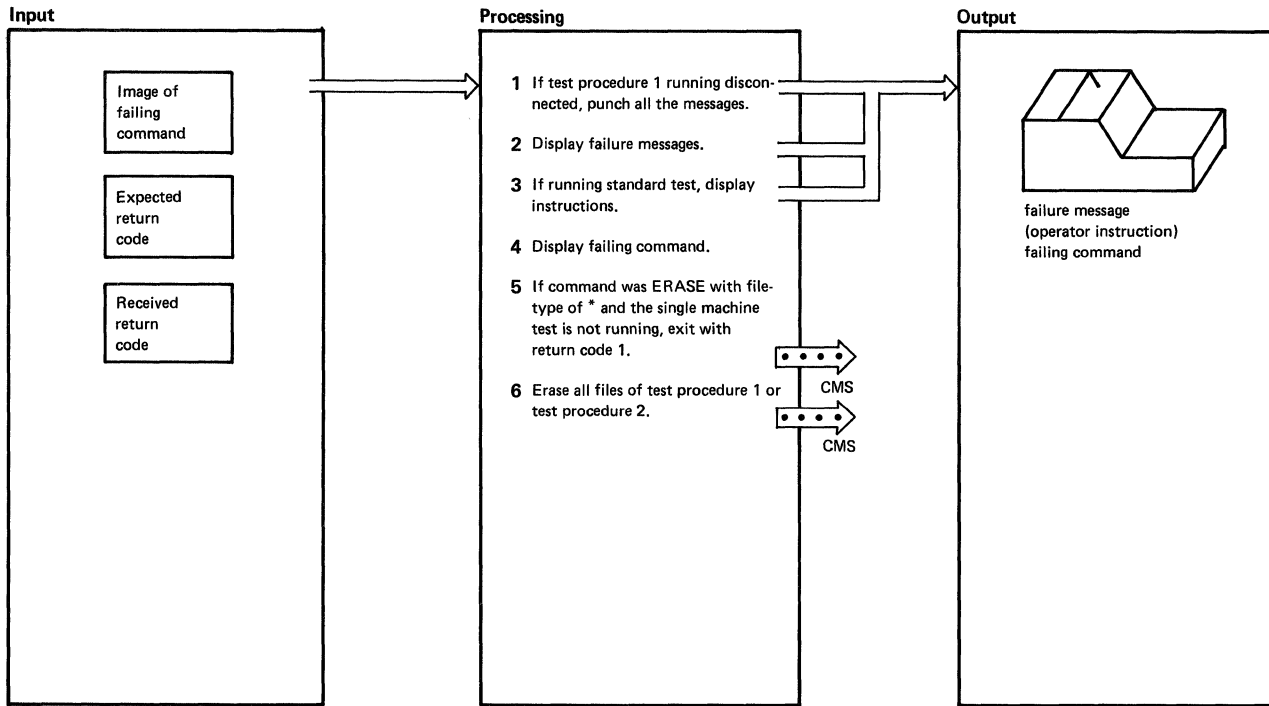 Input
Image of
failing
command
Expected
return
code
Received
return
code
Processing
1 If test procedure 1 running discon-
nected, punch all the messages.
2 Display failure messages.
3 If running standard test, display
instructions.
4 Display failing command.
5 If command was ERASE with file-
type of * and the single machine
test is not running, exit with
return code 1.
CMS
6 Erase all files of test procedure 1 or
test procedure 2.
CMS
Output
failure message
(operator instruction)
failing command